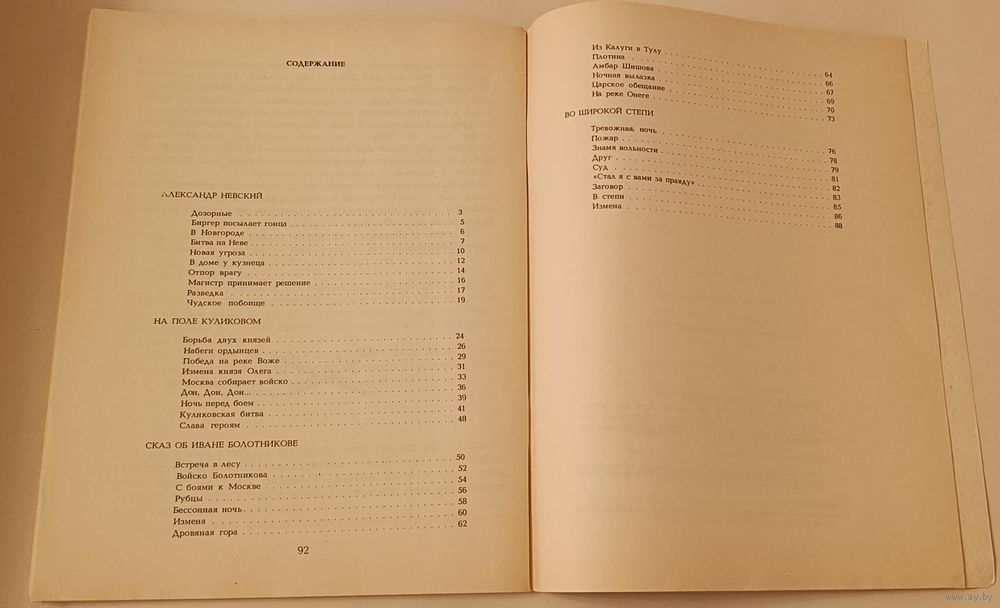 СОДЕРЖАНИЕ
АЛЕКСАНДР НЕВСКИЙ
Дозорные . . . 3
Биргер посылает гонца . . . 5
В Новгороде . . . 6
Битва на Неве . . . 7
Новая угроза . . . 10
В доме у кузнеца . . . 12
Отпор врагу . . . 14
Магистр принимает решение . . . 16
Разведка . . . 17
Чудское побоище . . . 19
НА ПОЛЕ КУЛИКОВОМ
Борьба двух князей . . . 24
Набеги ордынцев . . . 26
Победа на реке Воже . . . 29
Измена князя Олега . . . 31
Москва собирает войско . . . 33
Дон, Дон, Дон... . . . 36
Ночь перед боем . . . 39
Куликовская битва . . . 41
Слава героям . . . 48
СКАЗ ОБ ИВАНЕ БОЛОТНИКОВЕ
Встреча в лесу . . . 50
Войско Болотникова . . . 52
С боями к Москве . . . 54
Рубцы . . . 56
Бессонная ночь . . . 58
Измена . . . 60
Дровяная гора . . . 62
92
Из Калуги в Тулу . . . 64
Плотина . . . 66
Амбар Шишова . . . 67
Ночная вылазка . . . 69
Царское обещание . . . 70
На реке Онеге . . . 73
ВО ШИРОКОЙ СТЕПИ
Тревожная, ночь . . . 76
Пожар . . . 78
Знамя вольности . . . 79
Друг . . . 81
Суд . . . 82
«Стал я с вами за правду» . . . 83
Заговор . . . 85
В степи . . . 86
Измена . . . 88
www.ay.by